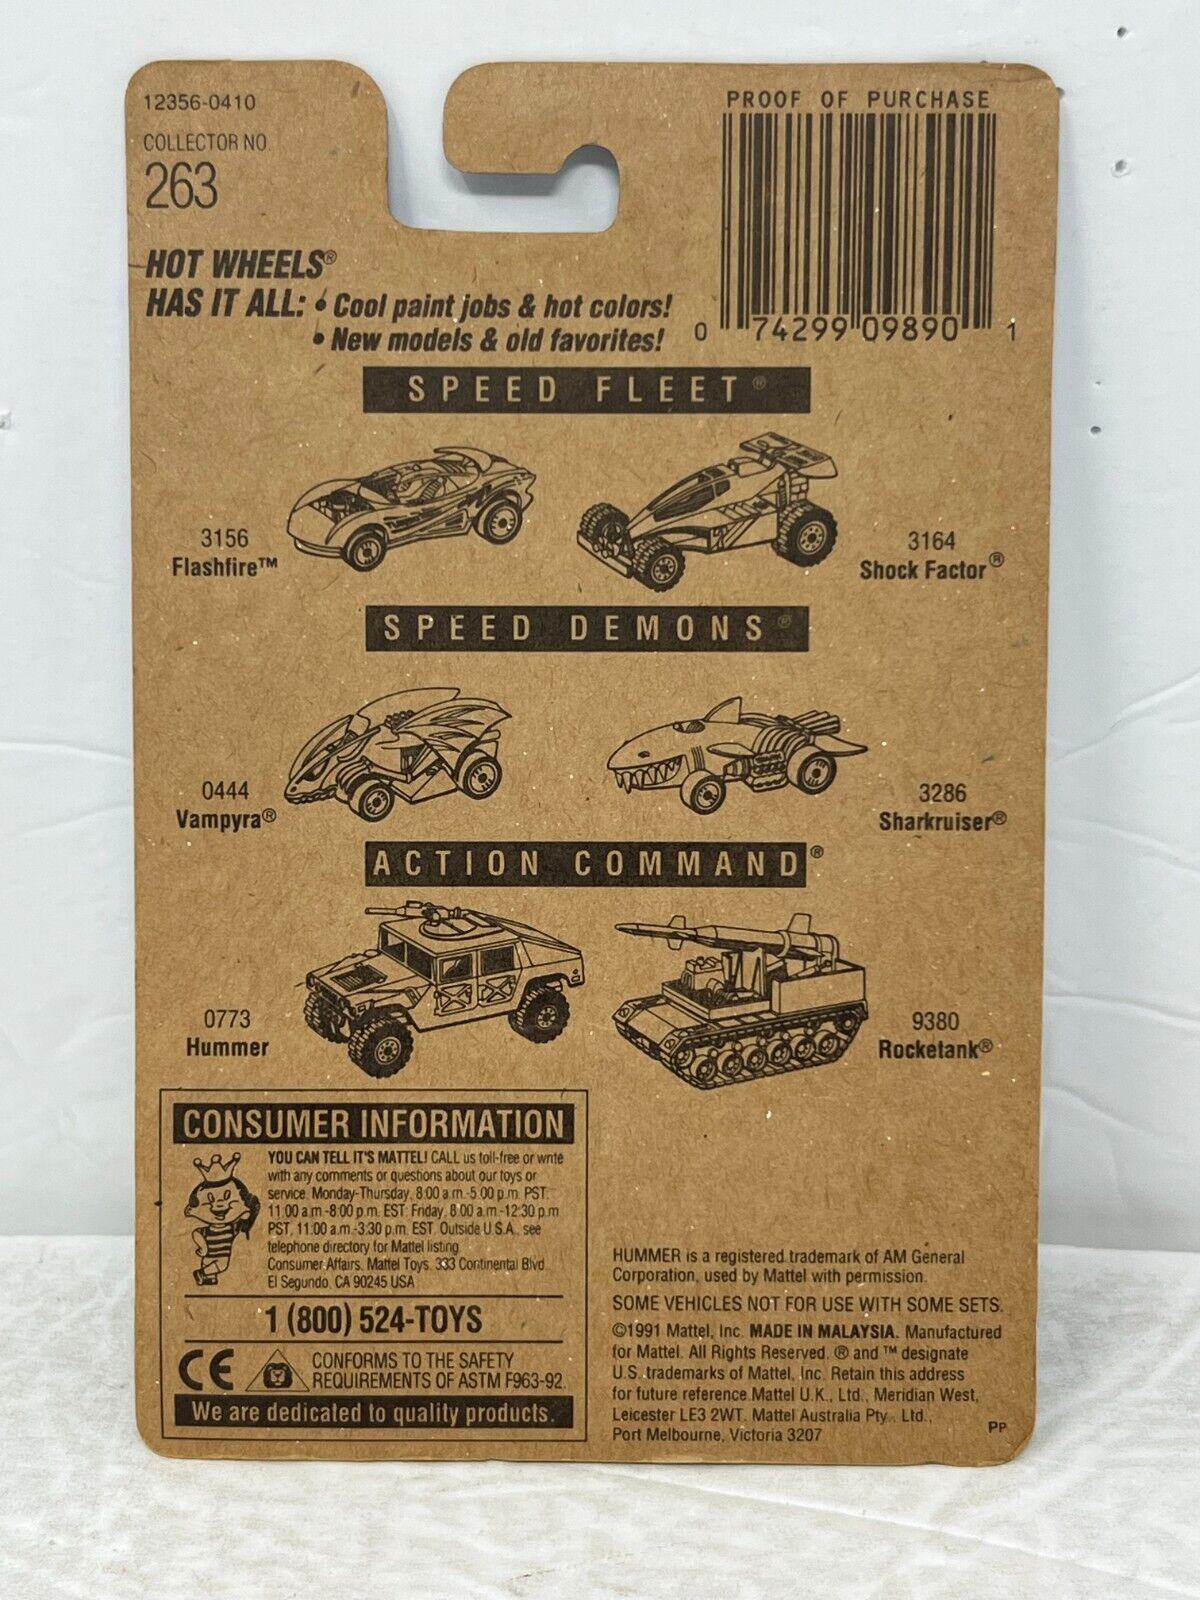 12356-0410
COLLECTOR NO.
263
PROOF OF PURCHASE
0 74299 09890 1
HOT WHEELS®
HAS IT ALL: • Cool paint jobs & hot colors!
• New models & old favorites!
SPEED FLEET®
3156
Flashfire™
3164
Shock Factor®
SPEED DEMONS®
0444
Vampyra®
3286
Sharkruiser®
ACTION COMMAND®
0773
Hummer
9380
Rocketank®
CONSUMER INFORMATION
YOU CAN TELL IT'S MATTEL! CALL us toll-free or write
with any comments or questions about our toys or
service. Monday-Thursday, 8:00 a.m.-5:00 p.m. PST.
11:00 a.m.-8:00 p.m. EST. Friday, 8:00 a.m.-12:30 p.m.
PST, 11:00 a.m.-3:30 p.m. EST. Outside U.S.A., see
telephone directory for Mattel listing.
Consumer Affairs, Mattel Toys, 333 Continental Blvd.
El Segundo, CA 90245 USA
1 (800) 524-TOYS
CE
CONFORMS TO THE SAFETY
REQUIREMENTS OF ASTM F963-92.
We are dedicated to quality products.
HUMMER is a registered trademark of AM General
Corporation, used by Mattel with permission.
SOME VEHICLES NOT FOR USE WITH SOME SETS.
©1991 Mattel, Inc. MADE IN MALAYSIA. Manufactured
for Mattel. All Rights Reserved. ® and ™ designate
U.S. trademarks of Mattel, Inc. Retain this address
for future reference Mattel U.K., Ltd., Meridian West,
Leicester LE3 2WT. Mattel Australia Pty., Ltd.,
Port Melbourne, Victoria 3207
PP